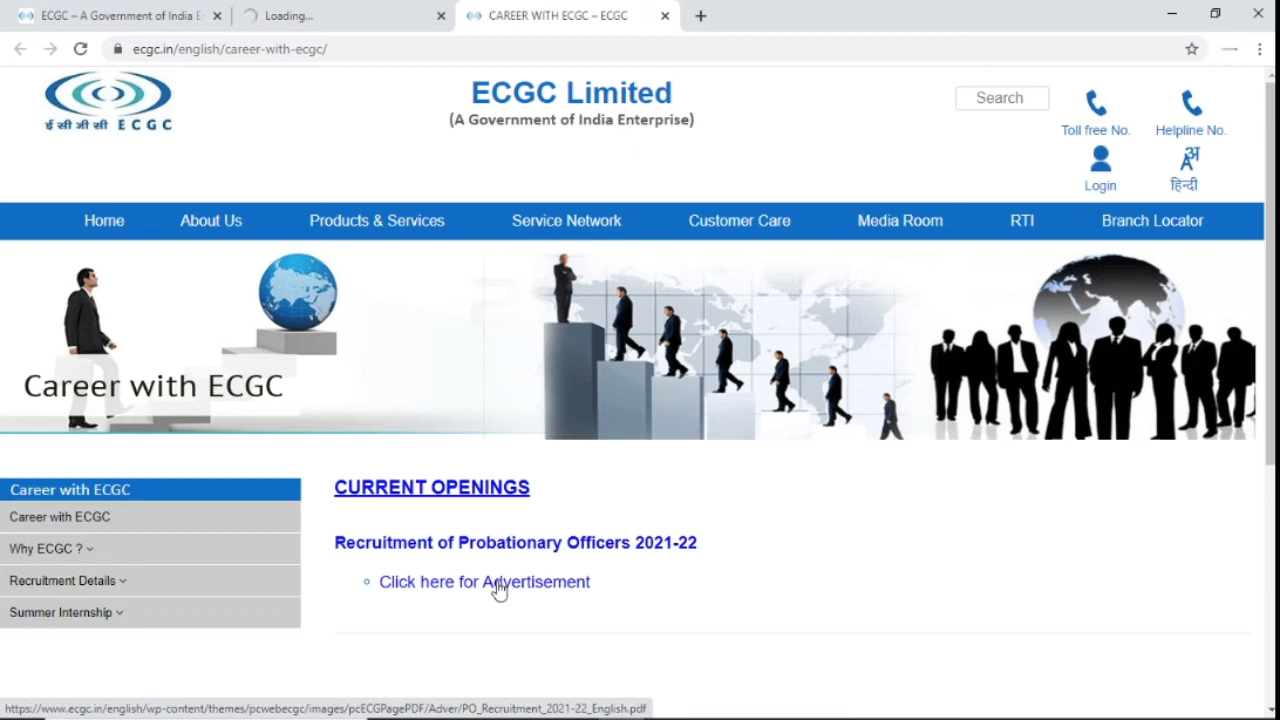 ECGC – A Government of India E
Loading...
CAREER WITH ECGC – ECGC
ecgc.in/english/career-with-ecgc/
ई सी जी सी ECGC
ECGC Limited
(A Government of India Enterprise)
Search
Toll free No.
Helpline No.
Login
अ A
हिन्दी
Home About Us Products & Services Service Network Customer Care Media Room RTI Branch Locator
Career with ECGC
Career with ECGC
Career with ECGC
Why ECGC ?
Recruitment Details
Summer Internship
CURRENT OPENINGS
Recruitment of Probationary Officers 2021-22
Click here for Advertisement
https://www.ecgc.in/english/wp-content/themes/pcwebecgc/images/pcECGPagePDF/Adver/PO_Recruitment_2021-22_English.pdf